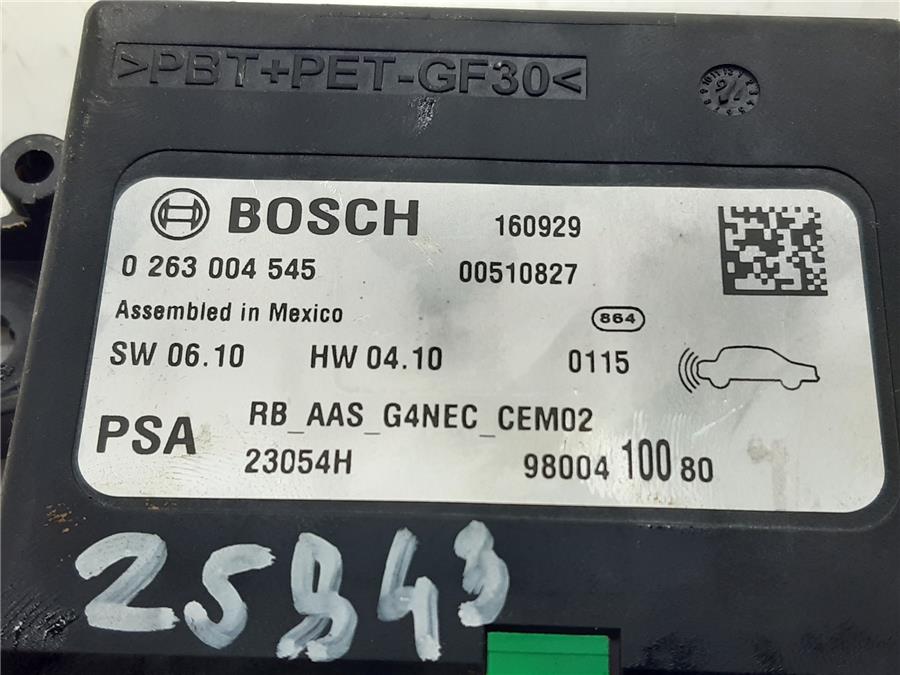 >PBT+PET-GF30<
BOSCH 160929
0 263 004 545 00510827
Assembled in Mexico 864
SW 06.10 HW 04.10 0115
PSA RB_AAS_G4NEC_CEM02
23054H 98004 100 80